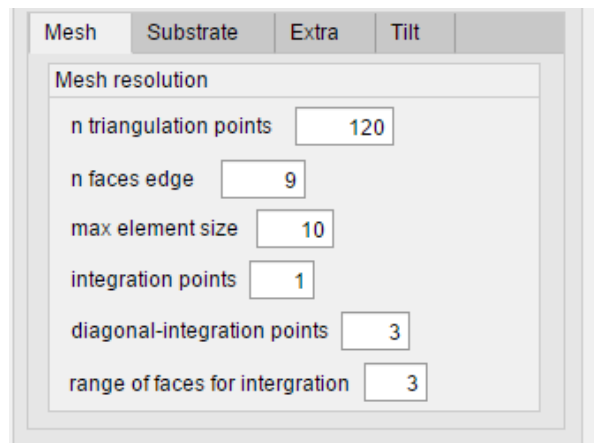 Mesh Substrate Extra Tilt
Mesh resolution
n triangulation points 120
n faces edge 9
max element size 10
integration points 1
diagonal-integration points 3
range of faces for intergration 3